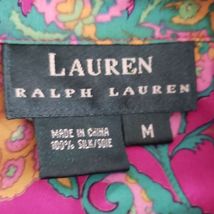 LAUREN
RALPH LAUREN
MADE IN CHINA
100% SILK/SOIE
M